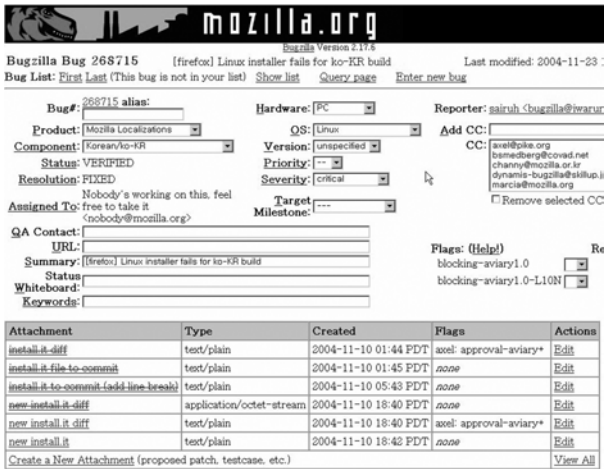 mozilla.org
Bugzilla Version 2.17.6
Bugzilla Bug 268715 [firefox] Linux installer fails for ko-KR build Last modified: 2004-11-23
Bug List: First Last (This bug is not in your list) Show list Query page Enter new bug
Bug#: 268715 alias: Hardware: PC Reporter: sairuh <bugzilla@iwarur
Product: Mozilla Localizations OS: Linux Add CC:
Component: Korean/ko-KR Version: unspecified CC: axel@pike.org
bsmedberg@covad.net
channy@mozilla.or.kr
dynamis-bugzilla@skillup.j
marcia@mozilla.org
Status: VERIFIED Priority: --
Resolution: FIXED Severity: critical
Assigned To: Nobody's working on this, feel free to take it <nobody@mozilla.org> Target Milestone: ---
Remove selected CC
QA Contact:
URL: Flags: (Help!) Re
Summary: [firefox] Linux installer fails for ko-KR build blocking-aviary1.0
Status Whiteboard: blocking-aviary1.0-L10N
Keywords:
Attachment Type Created Flags Actions
install.it diff text/plain 2004-11-10 01:44 PDT axel: approval-aviary+ Edit
install.it file to commit text/plain 2004-11-10 01:45 PDT none Edit
install.it to commit (add line break) text/plain 2004-11-10 05:43 PDT none Edit
new install.it diff application/octet-stream 2004-11-10 18:40 PDT none Edit
new install.it diff text/plain 2004-11-10 18:40 PDT axel: approval-aviary+ Edit
new install.it text/plain 2004-11-10 18:42 PDT none Edit
Create a New Attachment (proposed patch, testcase, etc.) View All